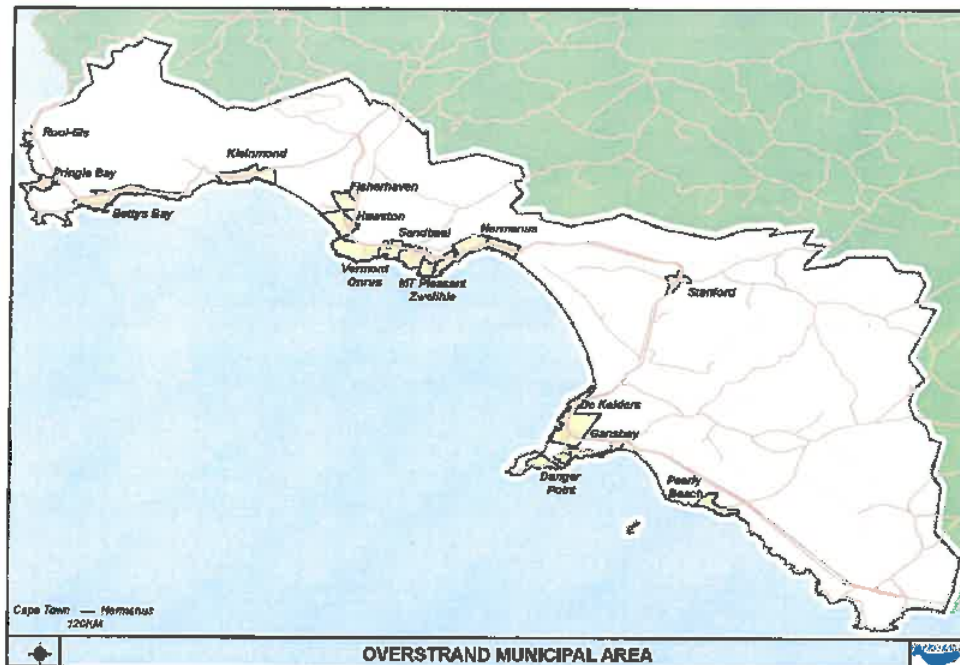 Rooi-Els
Pringle Bay
Bettys Bay
Kleinmond
Fisherhaven
Hawston
Sandbaai
Hermanus
Vermont
Onrus
MT Pleasant
Zwelihle
Stanford
De Kelders
Gansbay
Danger
Point
Pearly
Beach
Cape Town — Hermanus
120KM
OVERSTRAND MUNICIPAL AREA